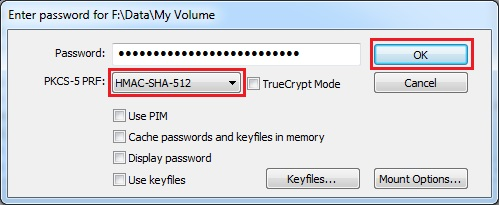 Enter password for F:\Data\My Volume
Password: ●●●●●●●●●●●●●●●●●●●●●●●●●● OK
PKCS-5 PRF: HMAC-SHA-512 TrueCrypt Mode Cancel
Use PIM
Cache passwords and keyfiles in memory
Display password
Use keyfiles Keyfiles... Mount Options...